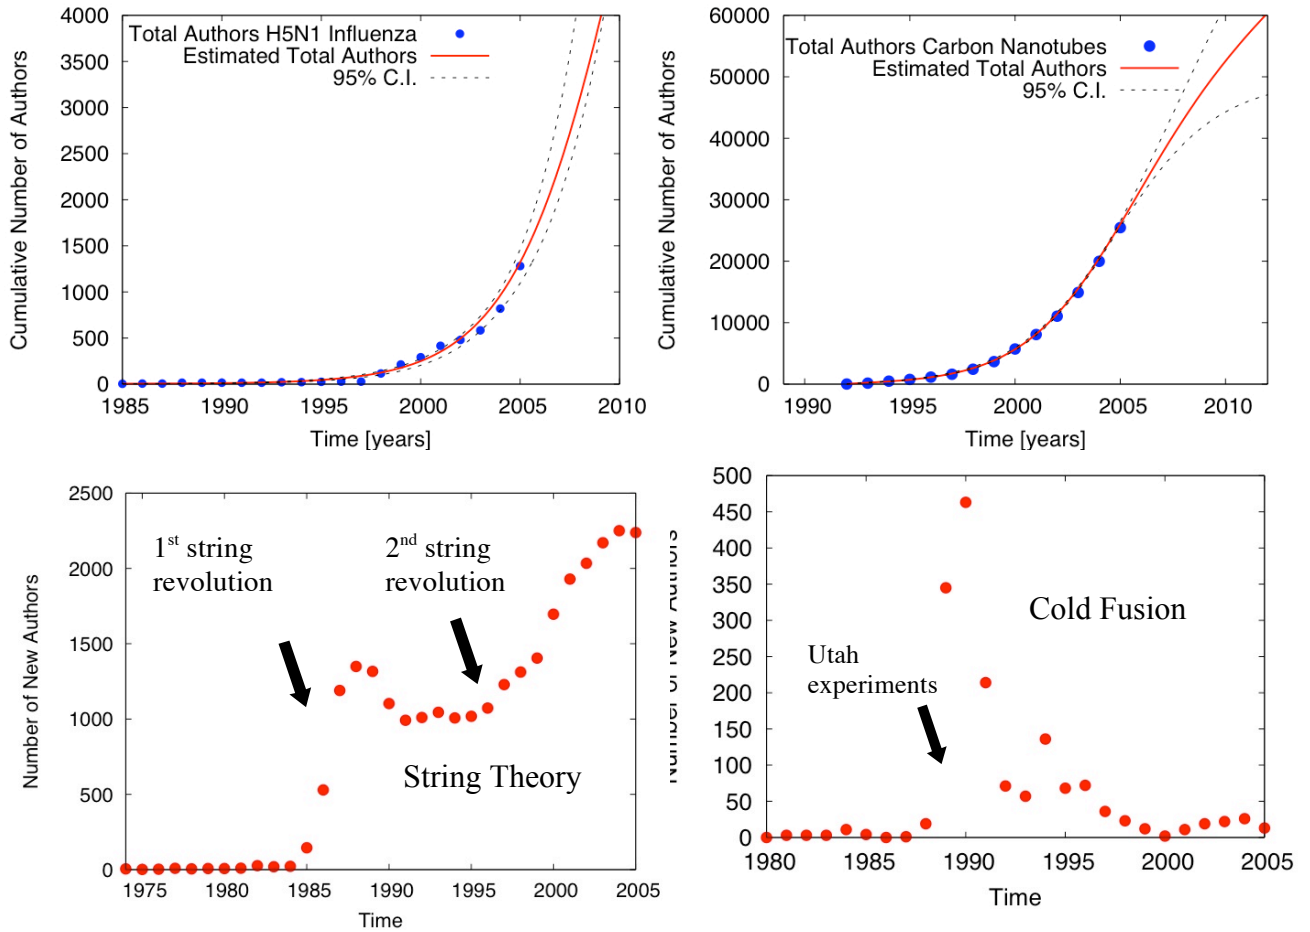 Total Authors H5N1 Influenza
Estimated Total Authors
95% C.I.
4000
3500
3000
2500
2000
1500
1000
500
0
Cumulative Number of Authors
1985 1990 1995 2000 2005 2010
Time [years]
Total Authors Carbon Nanotubes
Estimated Total Authors
95% C.I.
60000
50000
40000
30000
20000
10000
0
Cumulative Number of Authors
1990 1995 2000 2005 2010
Time [years]
2500
2000
1500
1000
500
0
Number of New Authors
1st string
revolution
2nd string
revolution
String Theory
1975 1980 1985 1990 1995 2000 2005
Time
500
450
400
350
300
250
200
150
100
50
0
Number of New Authors
Cold Fusion
Utah
experiments
1980 1985 1990 1995 2000 2005
Time